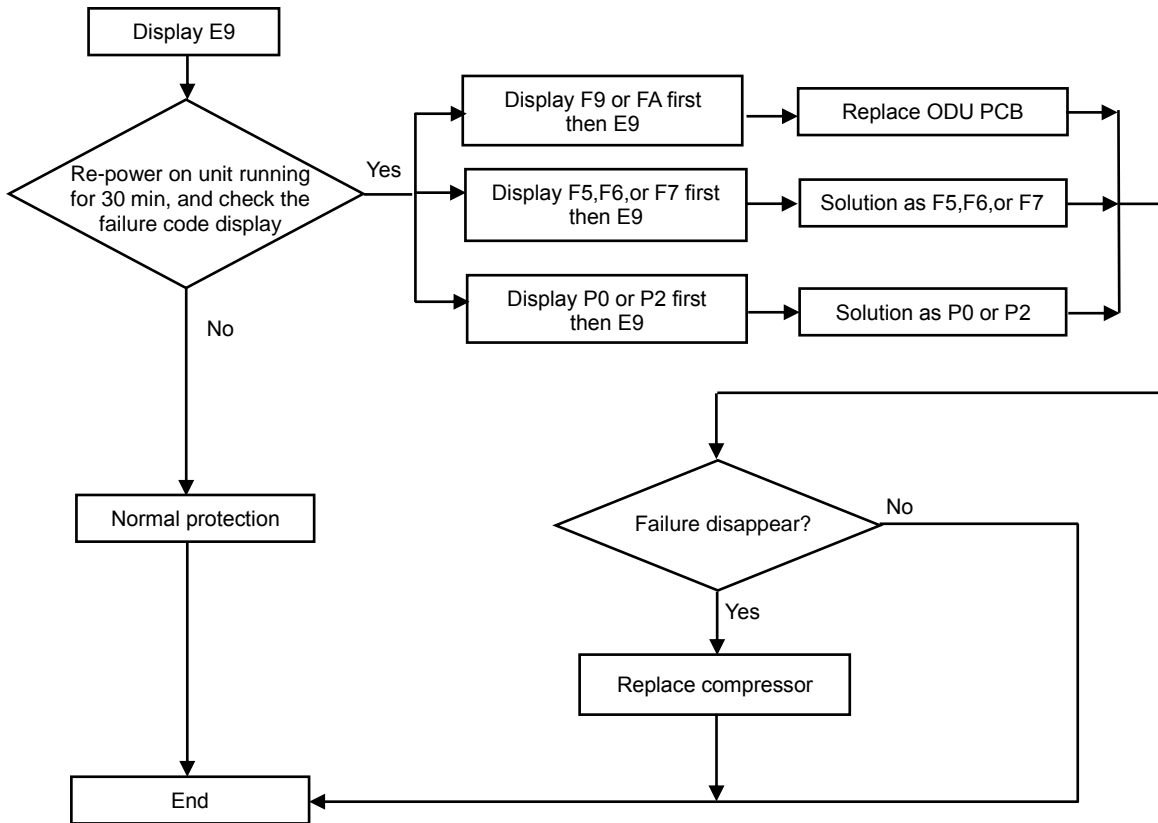 Display E9
Re-power on unit running
for 30 min, and check the
failure code display
Yes
No
Display F9 or FA first
then E9
Replace ODU PCB
Display F5,F6,or F7 first
then E9
Solution as F5,F6,or F7
Display P0 or P2 first
then E9
Solution as P0 or P2
Normal protection
Failure disappear?
No
Yes
Replace compressor
End